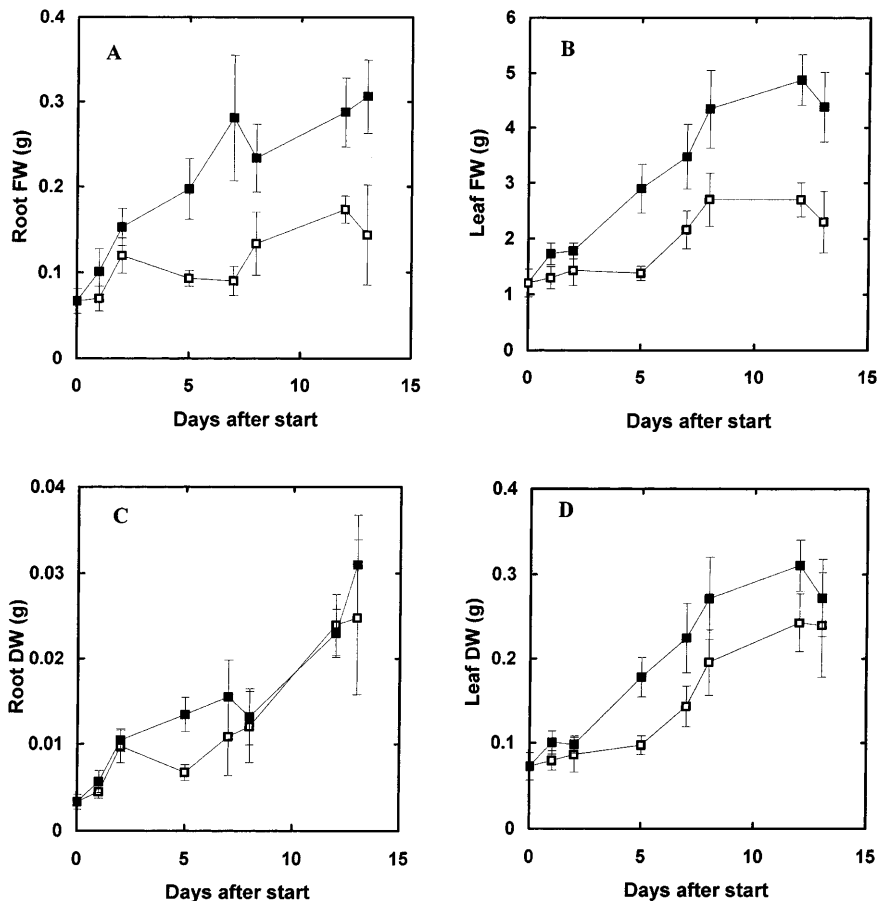 A
Root FW (g)
0.4
0.3
0.2
0.1
0
0 5 10 15
Days after start
B
Leaf FW (g)
6
5
4
3
2
1
0
0 5 10 15
Days after start
C
Root DW (g)
0.04
0.03
0.02
0.01
0
0 5 10 15
Days after start
D
Leaf DW (g)
0.4
0.3
0.2
0.1
0
0 5 10 15
Days after start